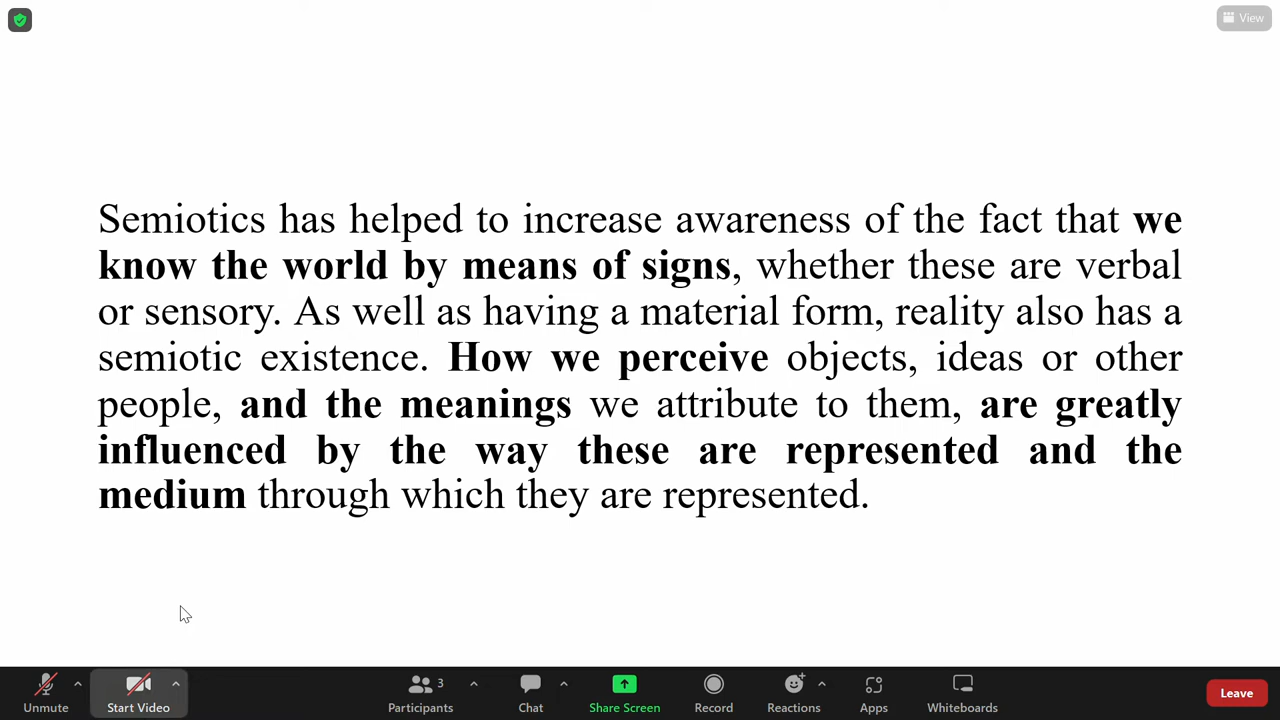 View
Semiotics has helped to increase awareness of the fact that we
know the world by means of signs, whether these are verbal
or sensory. As well as having a material form, reality also has a
semiotic existence. How we perceive objects, ideas or other
people, and the meanings we attribute to them, are greatly
influenced by the way these are represented and the
medium through which they are represented.
Unmute
Start Video
Participants 3
Chat
Share Screen
Record
Reactions
Apps
Whiteboards
Leave